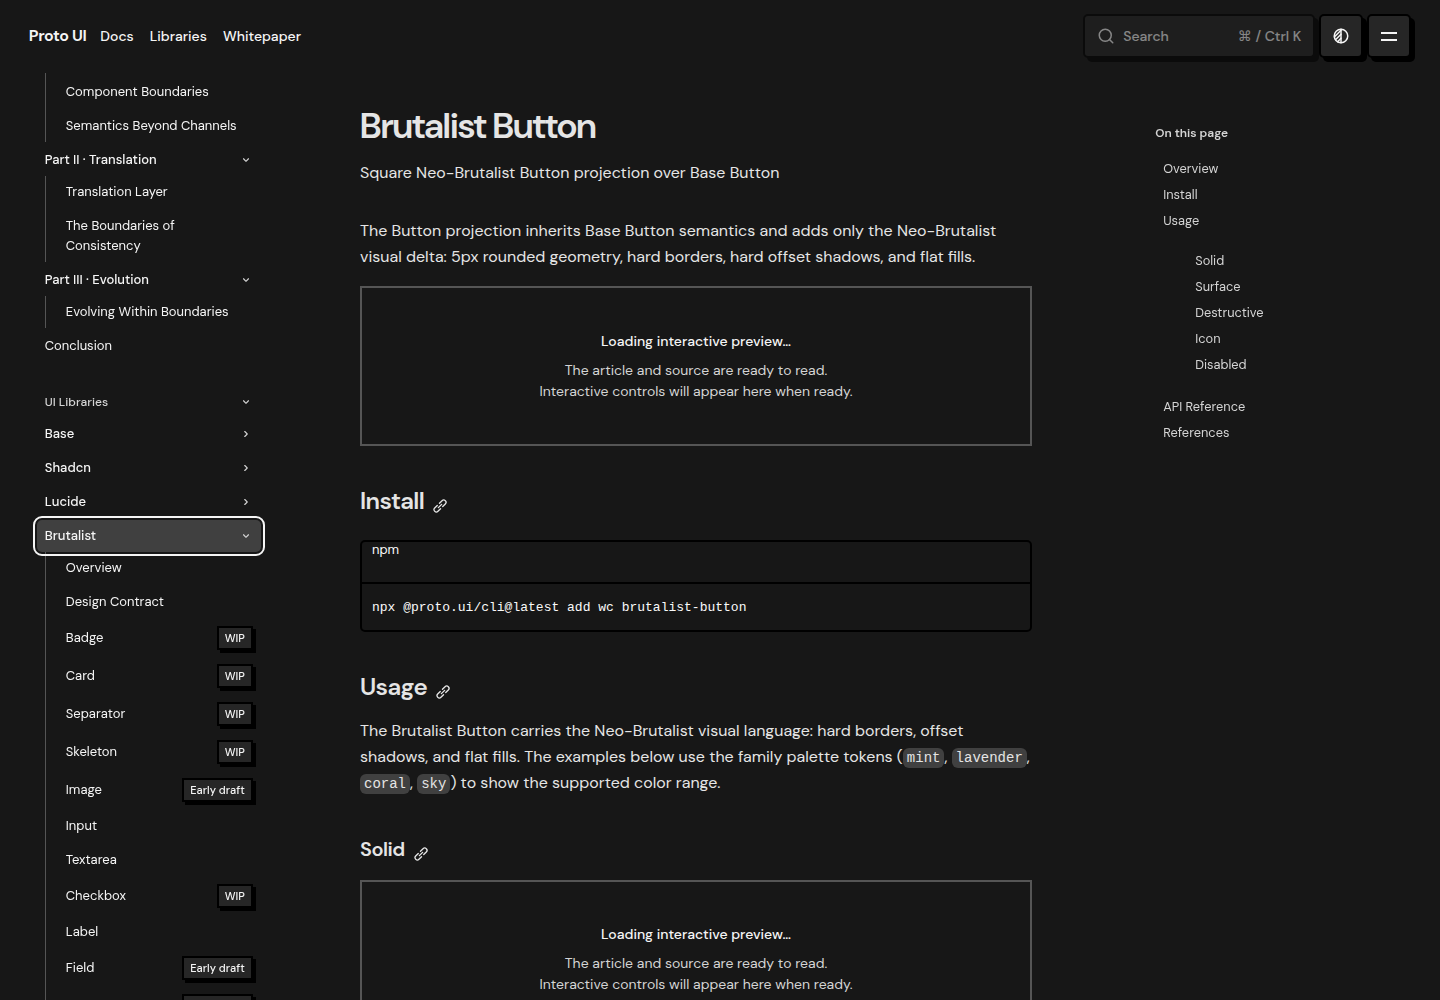 Proto UI
Docs
Libraries
Whitepaper
Search
⌘ / Ctrl K
Component Boundaries
Semantics Beyond Channels
Part II · Translation
Translation Layer
The Boundaries of
Consistency
Part III · Evolution
Evolving Within Boundaries
Conclusion
UI Libraries
Base
Shadcn
Lucide
Brutalist
Overview
Design Contract
Badge WIP
Card WIP
Separator WIP
Skeleton WIP
Image Early draft
Input
Textarea
Checkbox WIP
Label
Field Early draft
Brutalist Button
Square Neo-Brutalist Button projection over Base Button
The Button projection inherits Base Button semantics and adds only the Neo-Brutalist
visual delta: 5px rounded geometry, hard borders, hard offset shadows, and flat fills.
Loading interactive preview…
The article and source are ready to read.
Interactive controls will appear here when ready.
Install
npm
npx @proto.ui/cli@latest add wc brutalist-button
Usage
The Brutalist Button carries the Neo-Brutalist visual language: hard borders, offset
shadows, and flat fills. The examples below use the family palette tokens (mint, lavender,
coral, sky) to show the supported color range.
Solid
Loading interactive preview…
The article and source are ready to read.
Interactive controls will appear here when ready.
On this page
Overview
Install
Usage
Solid
Surface
Destructive
Icon
Disabled
API Reference
References